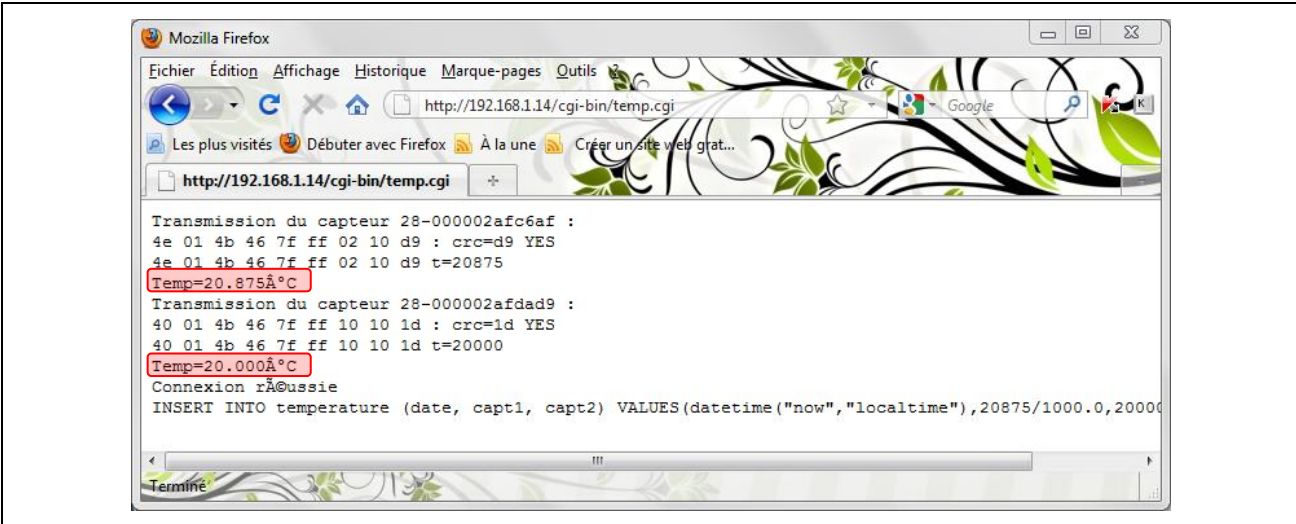 Mozilla Firefox
Fichier Édition Affichage Historique Marque-pages Outils ?
http://192.168.1.14/cgi-bin/temp.cgi Google K
Les plus visités Débuter avec Firefox À la une Créer un site web grat...
http://192.168.1.14/cgi-bin/temp.cgi
Transmission du capteur 28-000002afc6af :
4e 01 4b 46 7f ff 02 10 d9 : crc=d9 YES
4e 01 4b 46 7f ff 02 10 d9 t=20875
Temp=20.875Â°C
Transmission du capteur 28-000002afdad9 :
40 01 4b 46 7f ff 10 10 1d : crc=1d YES
40 01 4b 46 7f ff 10 10 1d t=20000
Temp=20.000Â°C
Connexion rÃ©ussie
INSERT INTO temperature (date, capt1, capt2) VALUES(datetime("now","localtime"),20875/1000.0,20000
Terminé